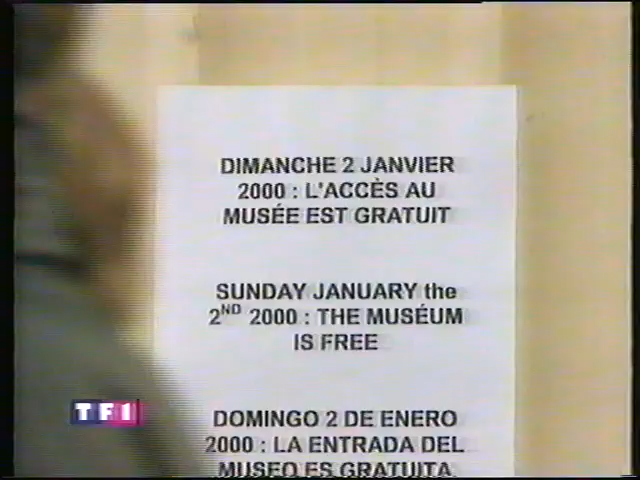 DIMANCHE 2 JANVIER
2000 : L'ACCÈS AU
MUSÉE EST GRATUIT
SUNDAY JANUARY the
2ND 2000 : THE MUSÉUM
IS FREE
DOMINGO 2 DE ENERO
2000 : LA ENTRADA DEL
MUSEO ES GRATUITA
TF1